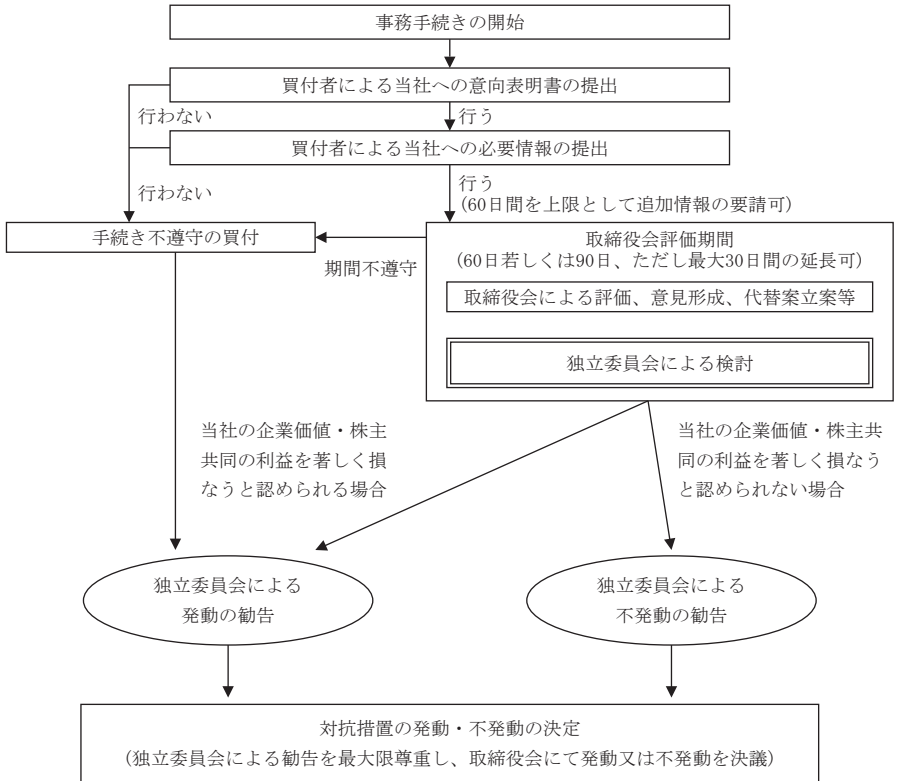 事務手続きの開始
買付者による当社への意向表明書の提出
行わない
行う
買付者による当社への必要情報の提出
行わない
行う
(60日間を上限として追加情報の要請可)
手続き不遵守の買付
期間不遵守
取締役会評価期間
(60日若しくは90日、ただし最大30日間の延長可)
取締役会による評価、意見形成、代替案立案等
独立委員会による検討
当社の企業価値・株主
共同の利益を著しく損
なうと認められる場合
当社の企業価値・株主共
同の利益を著しく損なう
と認められない場合
独立委員会による
発動の勧告
独立委員会による
不発動の勧告
対抗措置の発動・不発動の決定
(独立委員会による勧告を最大限尊重し、取締役会にて発動又は不発動を決議)